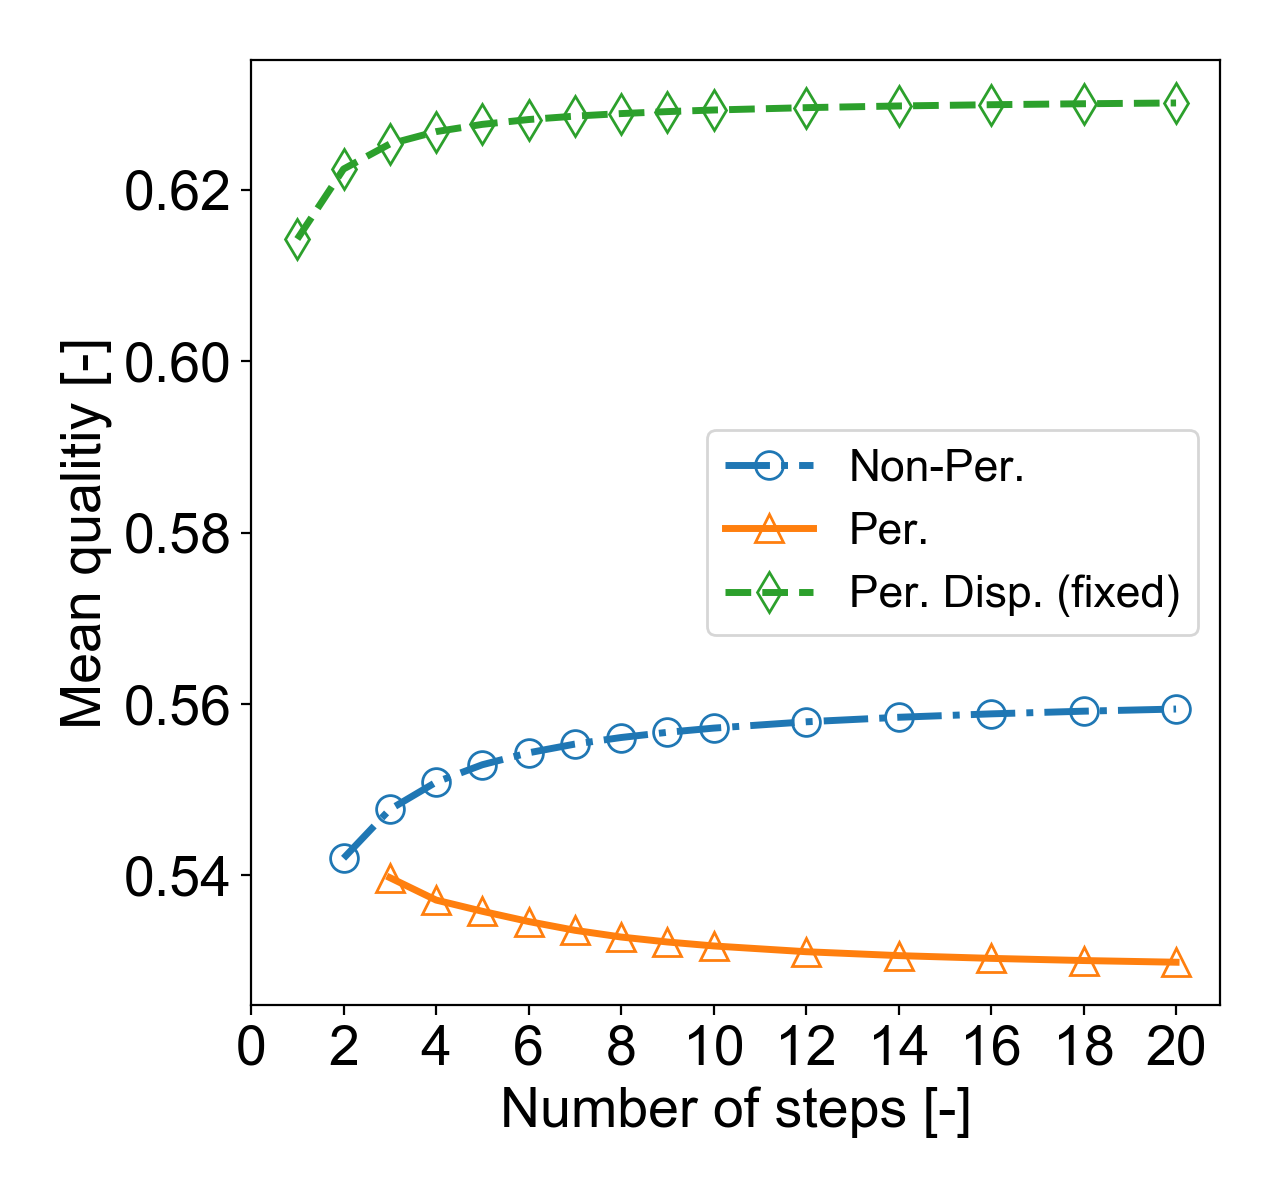 0.62
0.60
0.58
0.56
0.54
Mean qualitiy [-]
Non-Per.
Per.
Per. Disp. (fixed)
0 2 4 6 8 10 12 14 16 18 20
Number of steps [-]